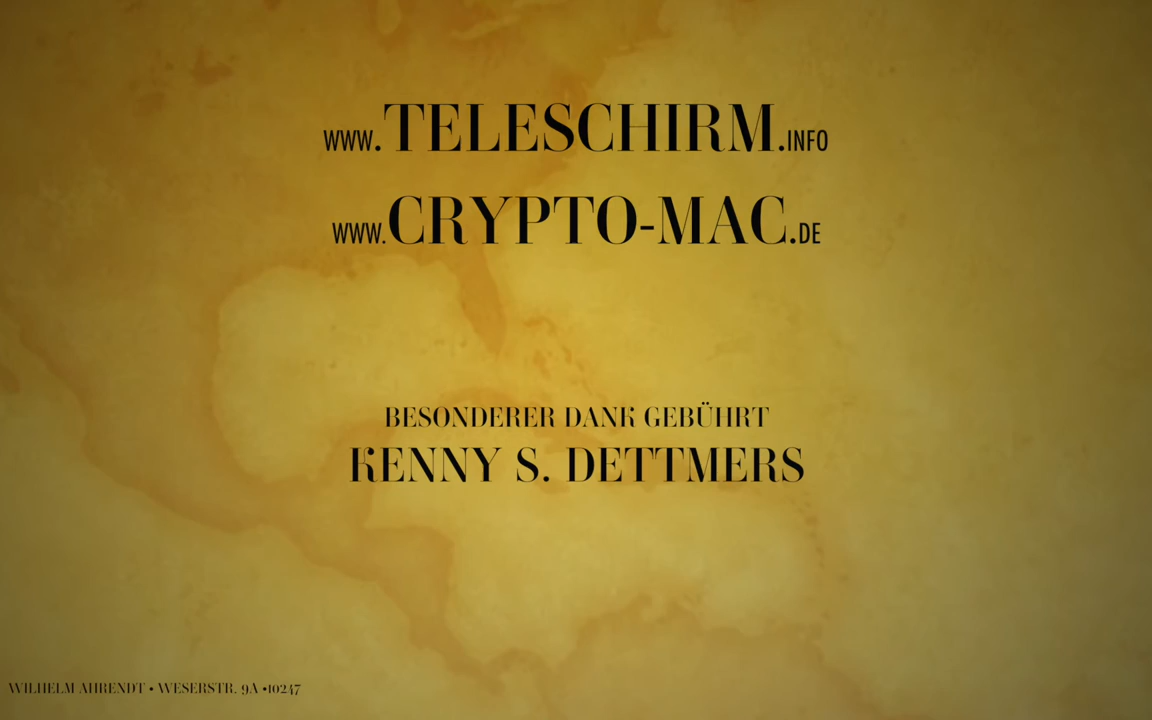 WWW.TELESCHIRM.INFO
WWW.CRYPTO-MAC.DE
BESONDERER DANK GEBÜHRT
KENNY S. DETTMERS
WILHELM AHRENDT • WESERSTR. 9A •10247